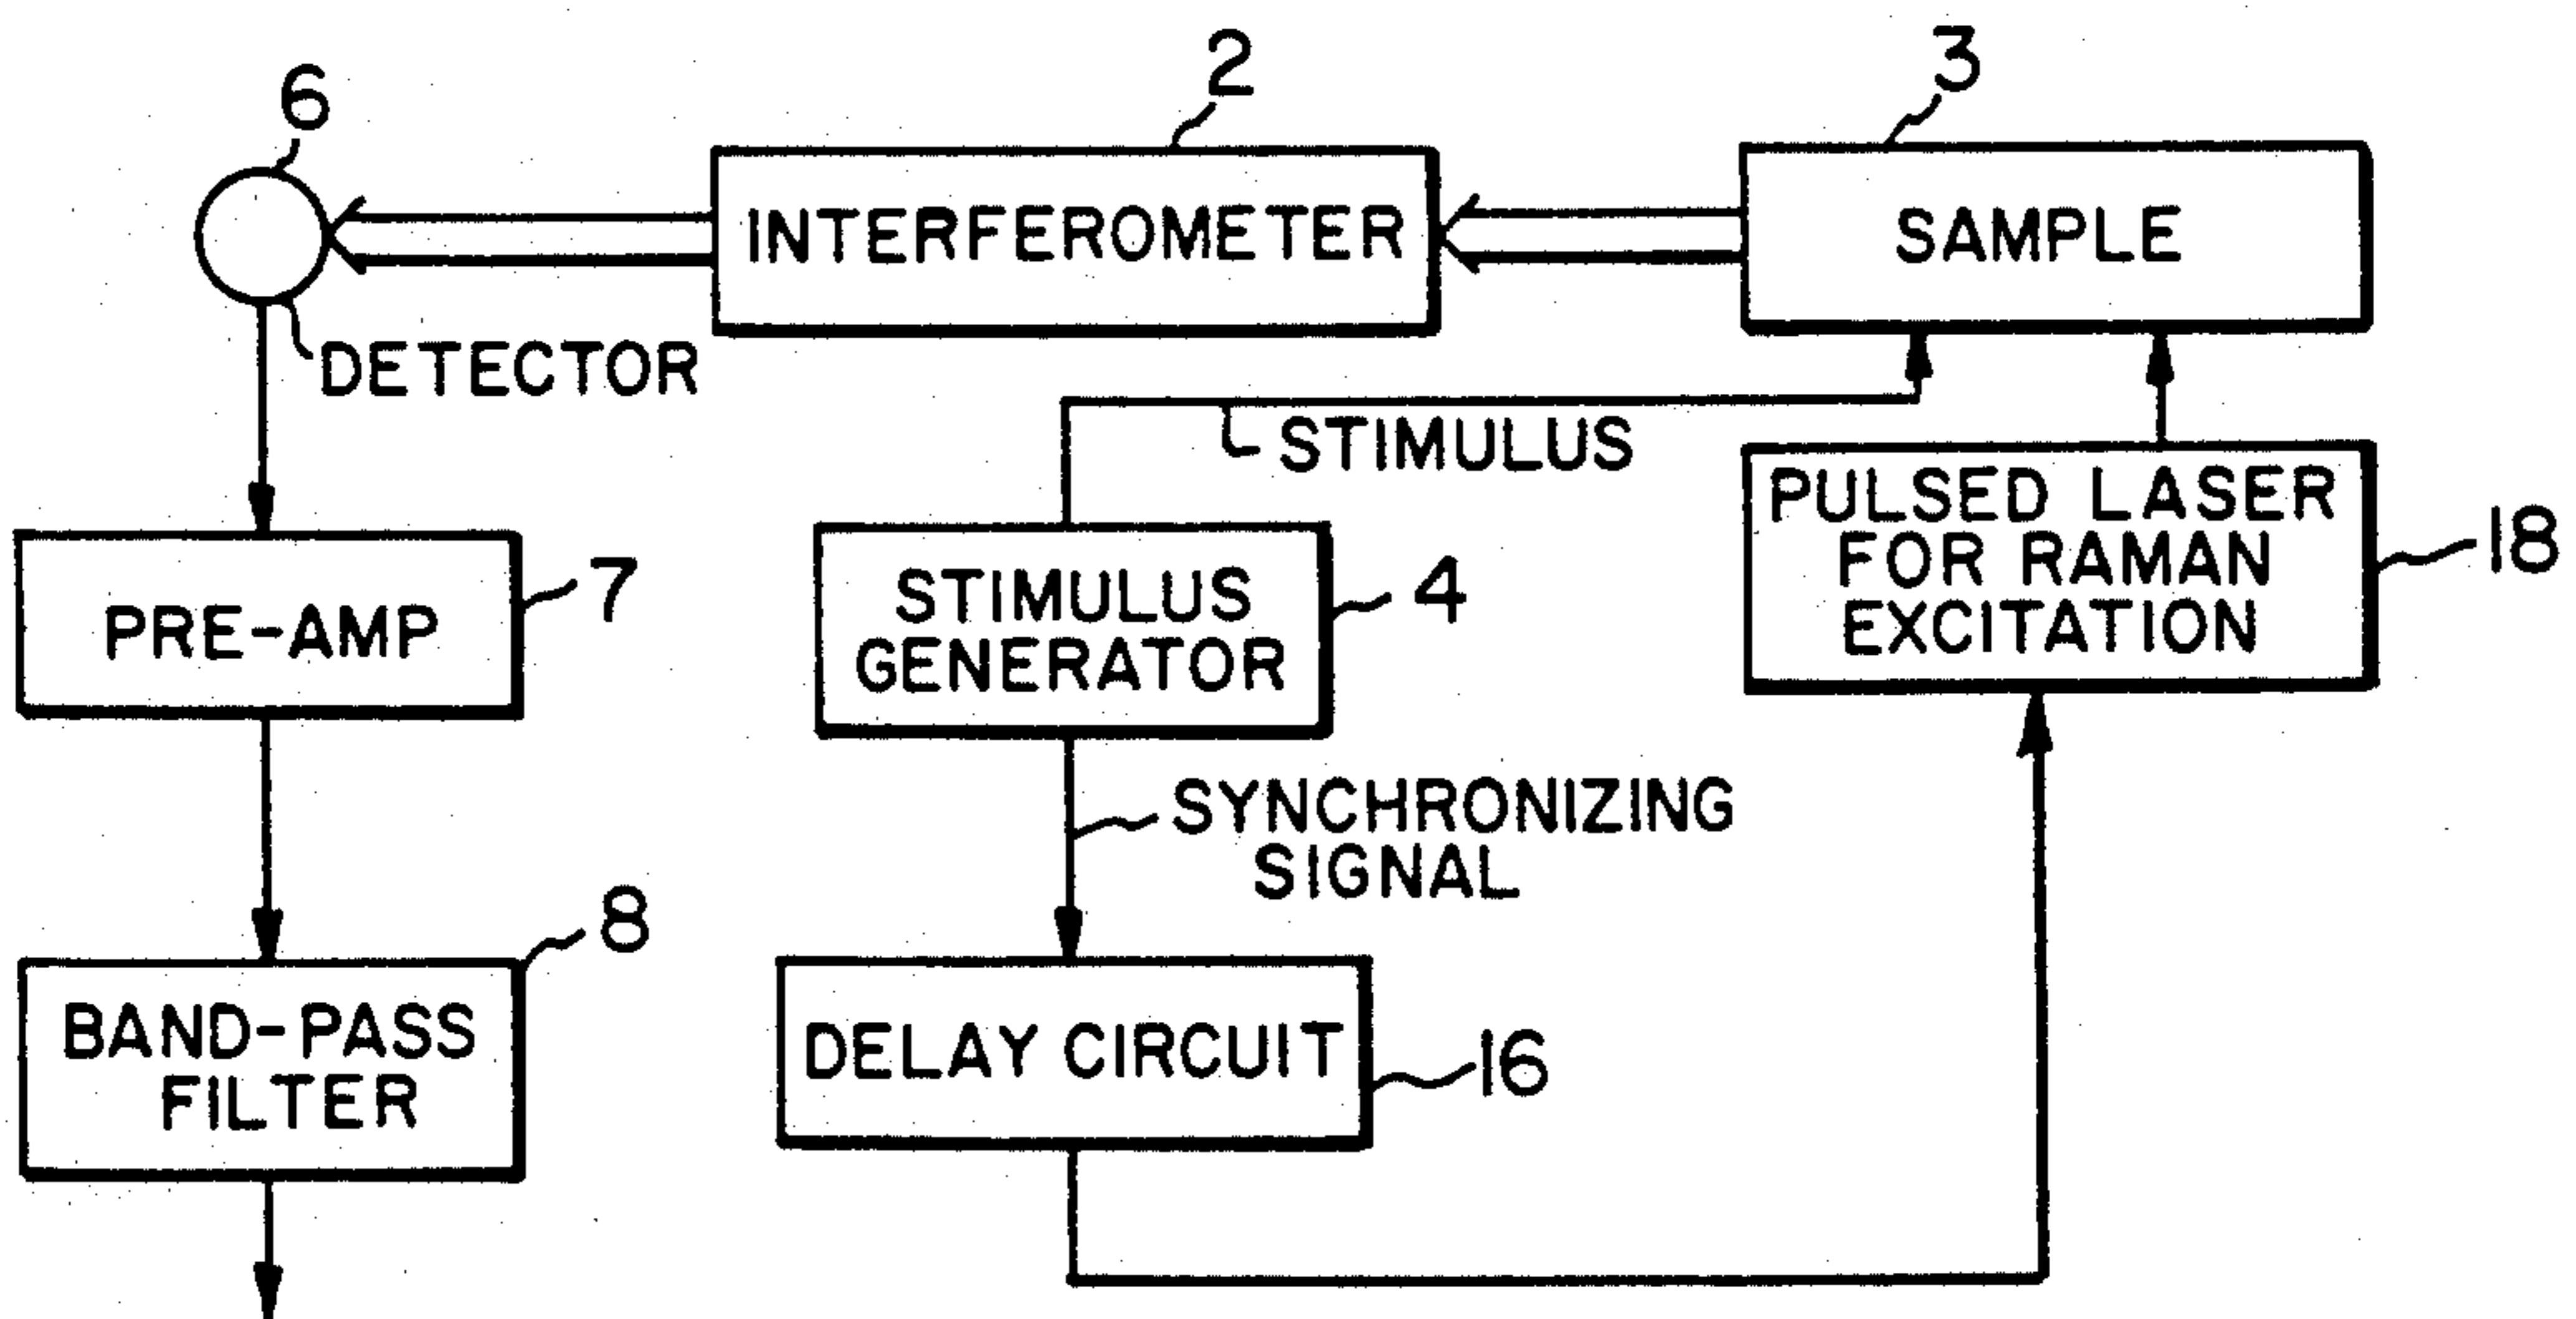 6
2
3
INTERFEROMETER
SAMPLE
DETECTOR
STIMULUS
PULSED LASER
FOR RAMAN
EXCITATION
18
PRE-AMP
7
STIMULUS
GENERATOR
4
SYNCHRONIZING
SIGNAL
8
BAND-PASS
FILTER
DELAY CIRCUIT
16